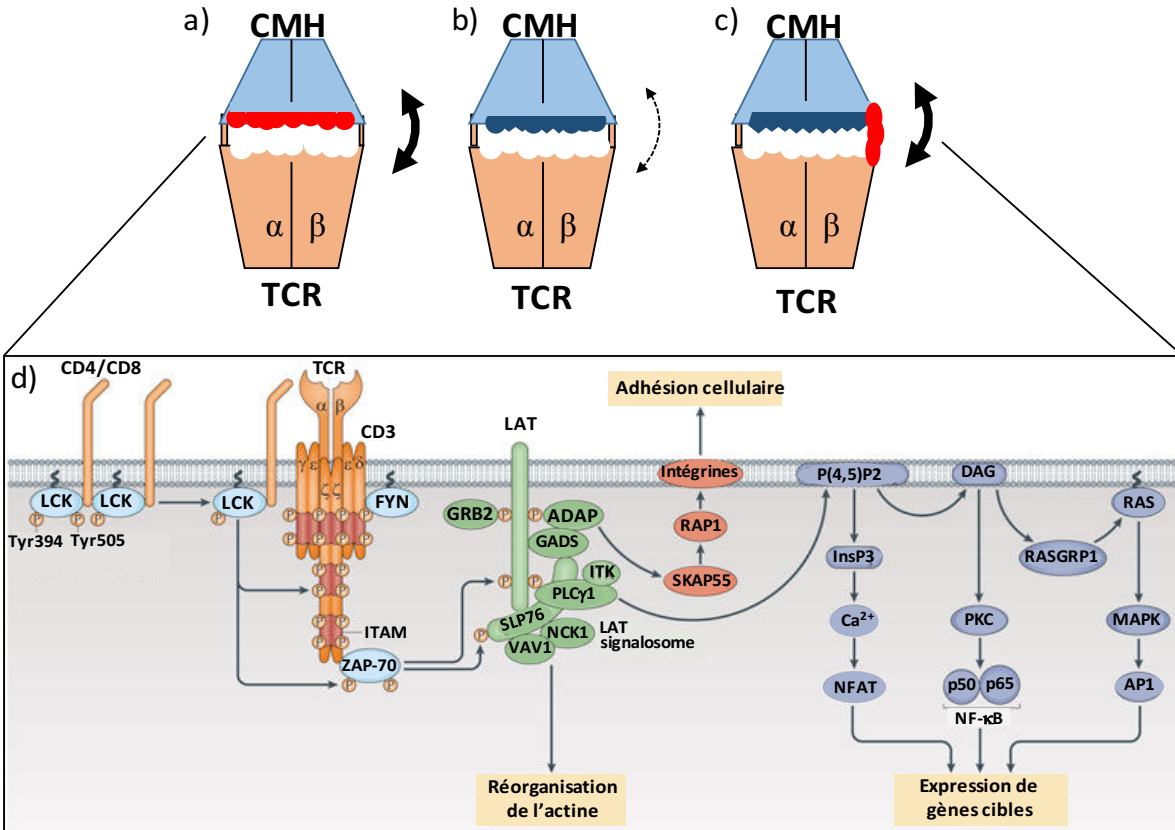 a)
CMH
α β
TCR
b)
CMH
α β
TCR
c)
CMH
α β
TCR
d)
CD4/CD8
LCK
LCK
P
P
P
Tyr394
Tyr505
LCK
P
TCR
α β
CD3
γ ε
ε δ
ζ ζ
FYN
P P P P
P P P P
P P
P P
P P
P P
ITAM
ZAP-70
P P
LAT
GRB2
P P
ADAP
GADS
P P
ITK
PLCγ1
SLP76
P
NCK1
VAV1
LAT
signalosome
Réorganisation
de l’actine
Adhésion cellulaire
Intégrines
RAP1
SKAP55
P(4,5)P2
InsP3
Ca2+
NFAT
DAG
RASGRP1
PKC
p50
p65
NF-κB
RAS
MAPK
AP1
Expression de
gènes cibles